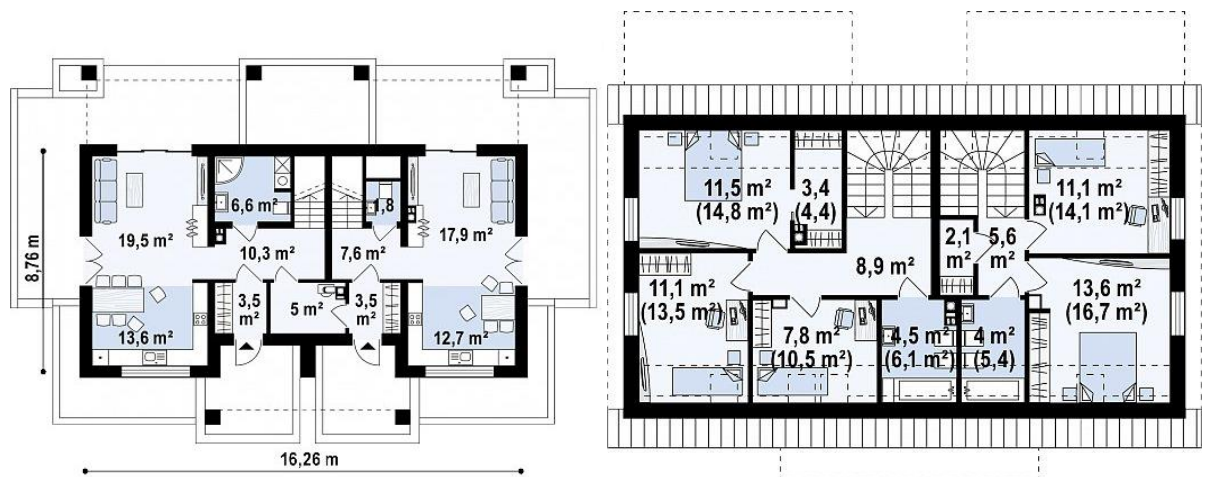 8,76 m
19,5 m²
6,6 m²
10,3 m²
7,6 m²
17,9 m²
3,5
m²
5 m²
3,5
m²
13,6 m²
12,7 m²
16,26 m
11,5 m²
(14,8 m²)
3,4
(4,4)
11,1 m²
(14,1 m²)
2,1
m²
5,6
m²
8,9 m²
11,1 m²
(13,5 m²)
7,8 m²
(10,5 m²)
4,5 m²
(6,1 m²)
4 m²
(5,4)
13,6 m²
(16,7 m²)